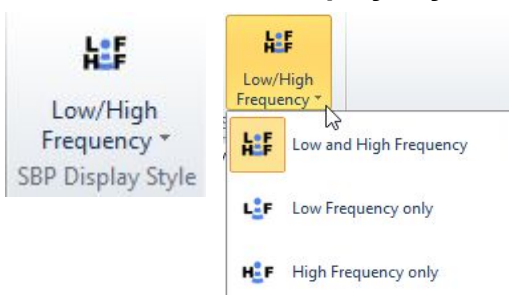 L F
H F
Low/High
Frequency
SBP Display Style
L F
H F
Low/High
Frequency
L F
H F
Low and High Frequency
L F
Low Frequency only
H F
High Frequency only